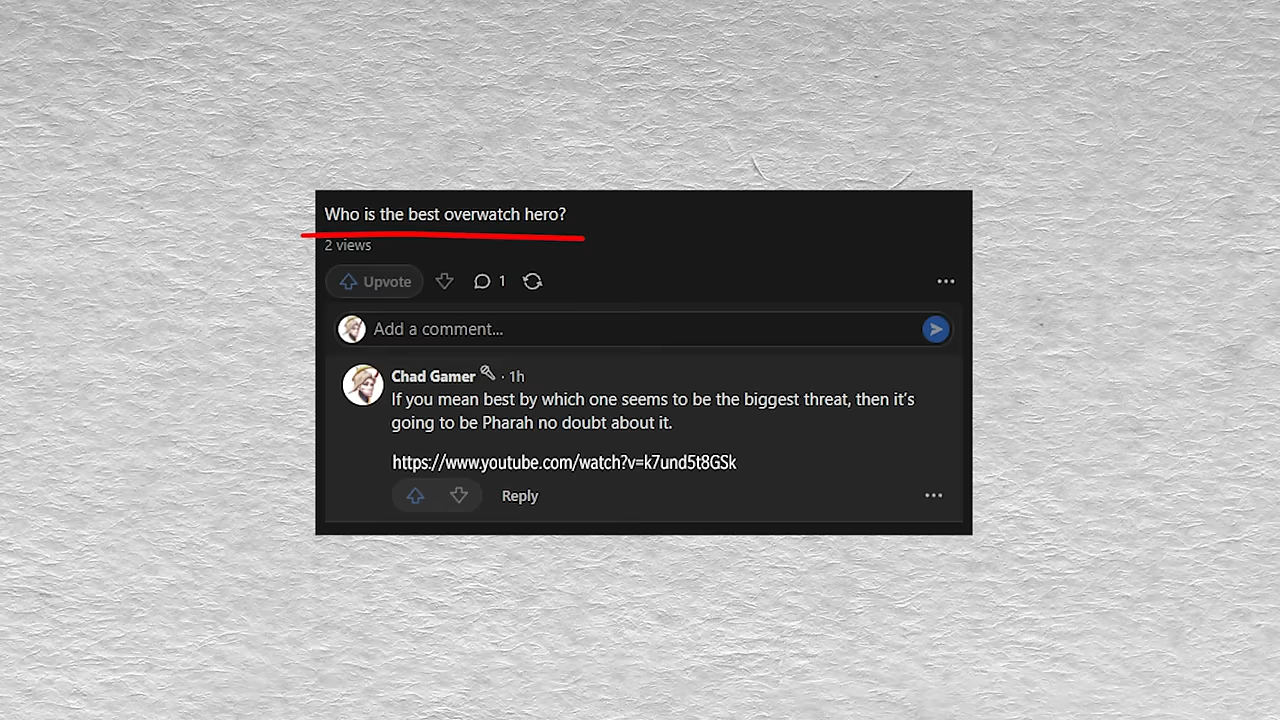 Who is the best overwatch hero?
2 views
Upvote 1
Add a comment...
Chad Gamer · 1h
If you mean best by which one seems to be the biggest threat, then it's
going to be Pharah no doubt about it.
https://www.youtube.com/watch?v=k7und5t8GSk
Reply